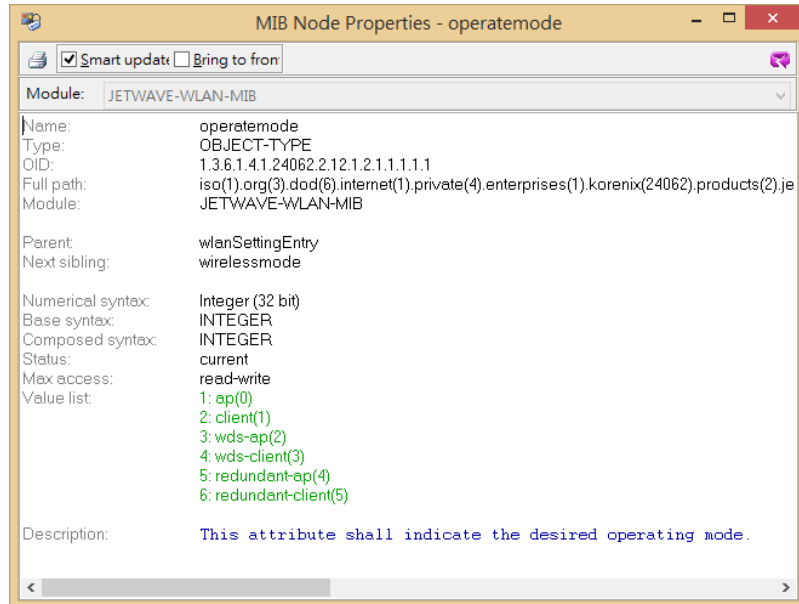 MIB Node Properties - operatemode
Smart update Bring to fron
Module: JETWAVE-WLAN-MIB
Name: operatemode
Type: OBJECT-TYPE
OID: 1.3.6.1.4.1.24062.2.12.1.2.1.1.1.1.1
Full path: iso(1).org(3).dod(6).internet(1).private(4).enterprises(1).korenix(24062).products(2).je
Module: JETWAVE-WLAN-MIB
Parent: wlanSettingEntry
Next sibling: wirelessmode
Numerical syntax: Integer (32 bit)
Base syntax: INTEGER
Composed syntax: INTEGER
Status: current
Max access: read-write
Value list: 1: ap(0)
2: client(1)
3: wds-ap(2)
4: wds-client(3)
5: redundant-ap(4)
6: redundant-client(5)
Description: This attribute shall indicate the desired operating mode.